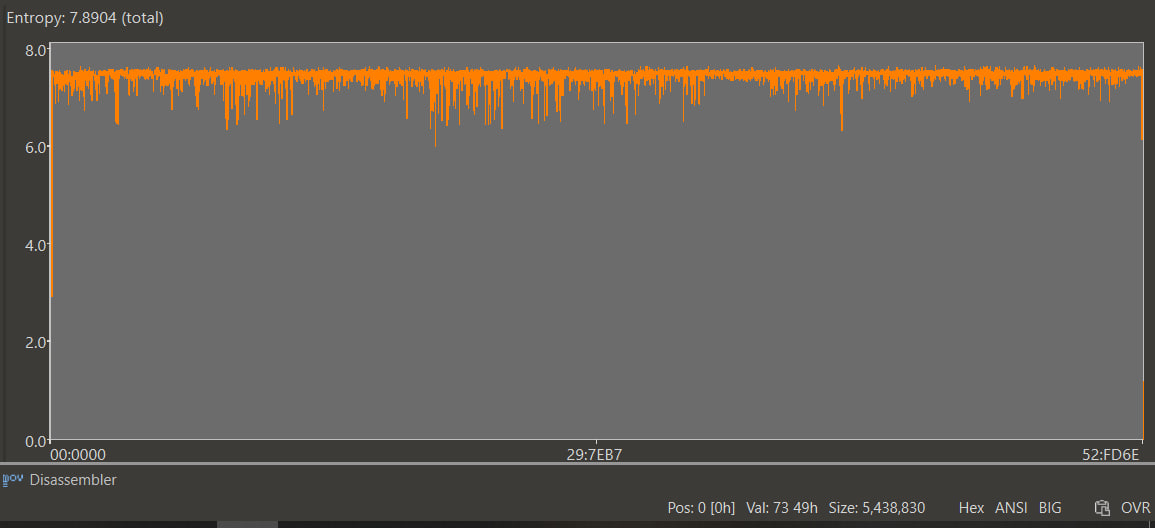 Entropy: 7.8904 (total)
8.0
6.0
4.0
2.0
0.0
00:0000 29:7EB7 52:FD6E
Disassembler
Pos: 0 [0h] Val: 73 49h Size: 5,438,830 Hex ANSI BIG OVR